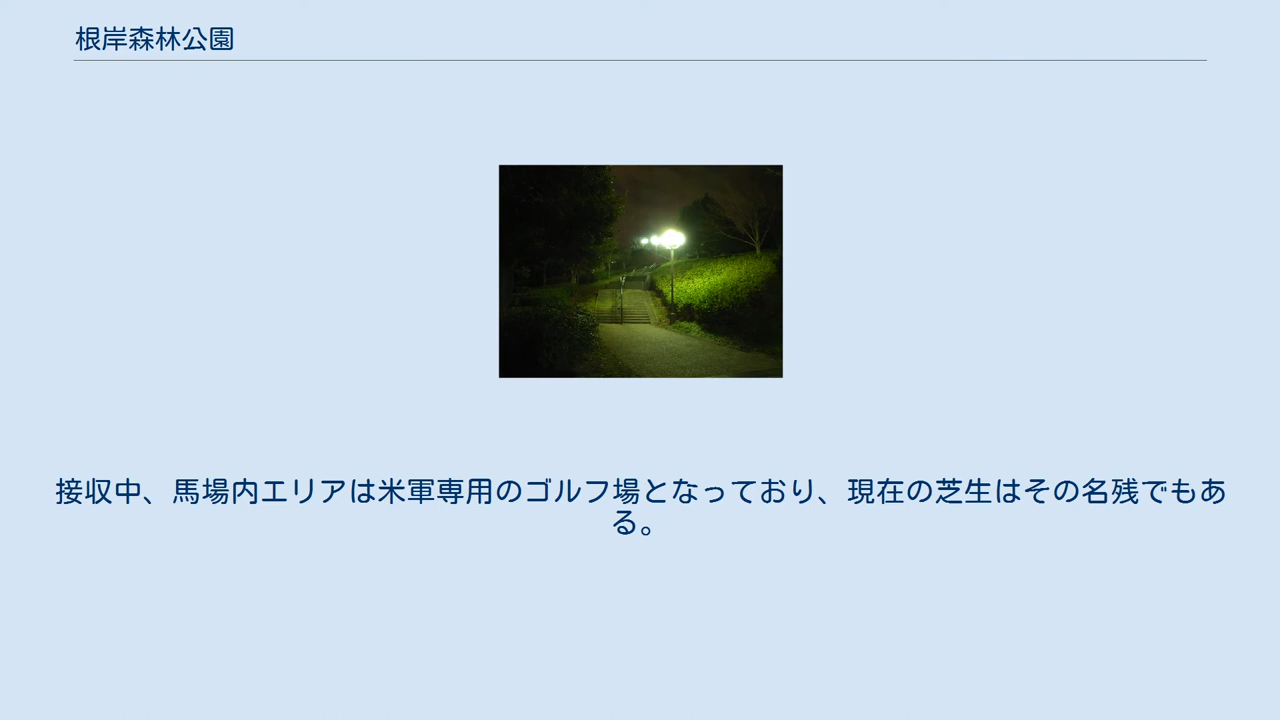 根岸森林公園
接収中、馬場内エリアは米軍専用のゴルフ場となっており、現在の芝生はその名残でもあ
る。